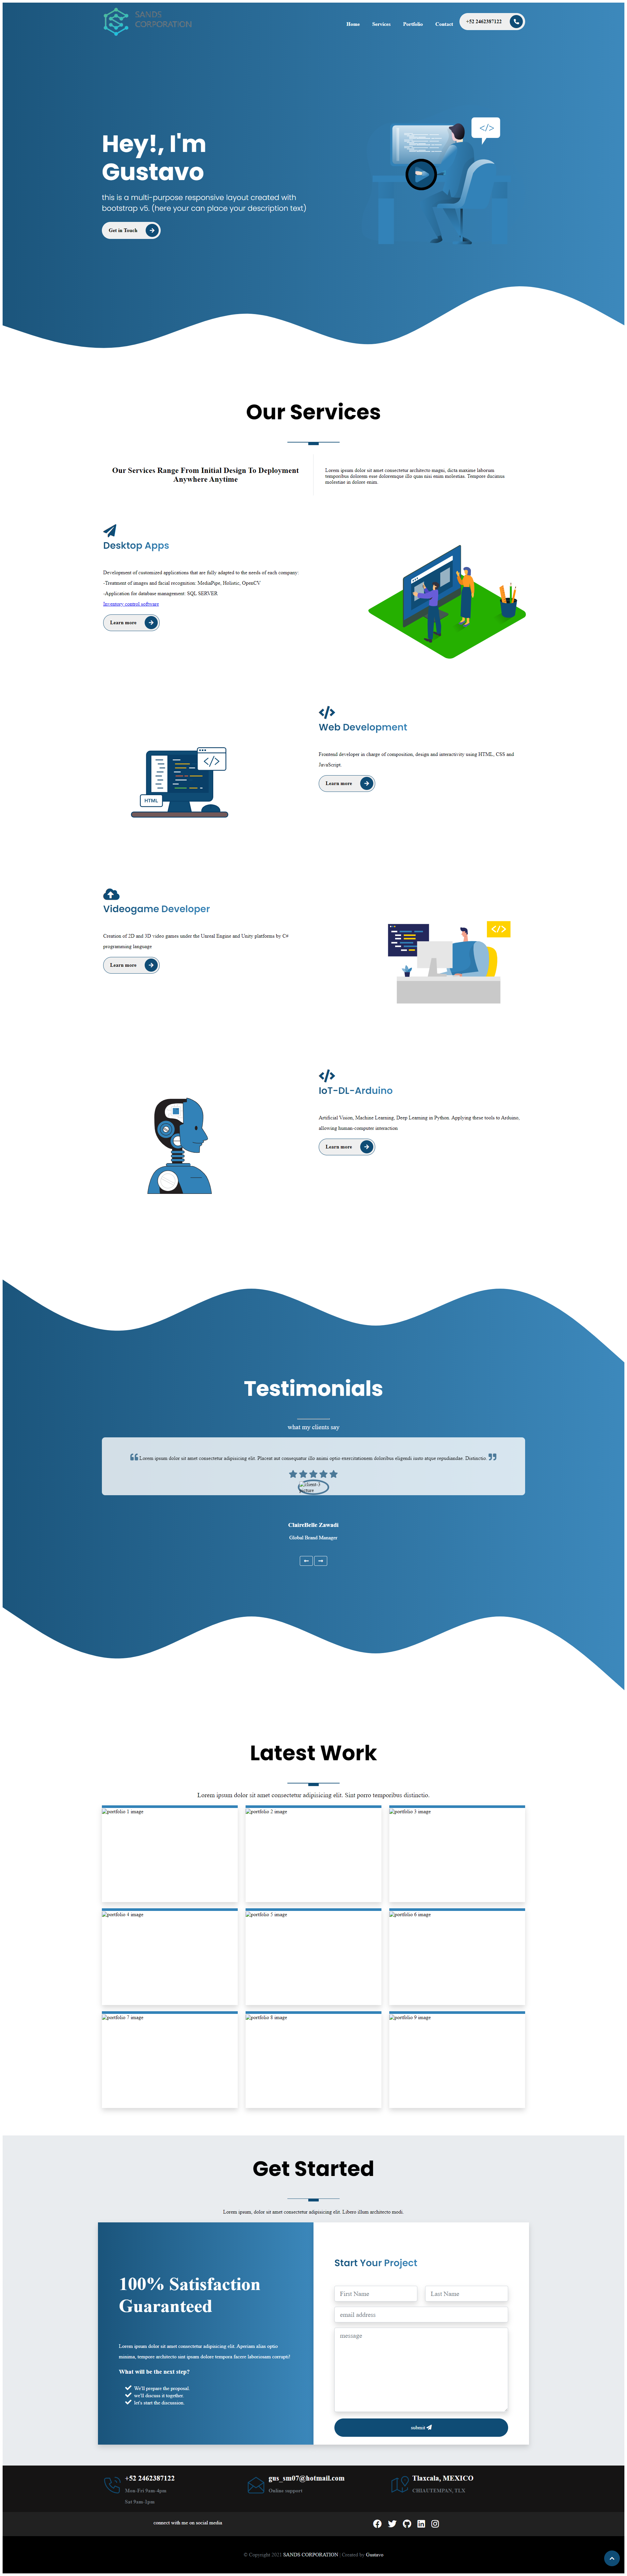 SANDS
CORPORATION
Home
Services
Portfolio
Contact
+52 2462387122
Hey!, I'm
Gustavo
this is a multi-purpose responsive layout created with
bootstrap v5. (here your can place your description text)
Get in Touch
</>
Our Services
Our Services Range From Initial Design To Deployment
Anywhere Anytime
Lorem ipsum dolor sit amet consectetur architecto magni, dicta maxime laborum
temporibus dolorem esse doloremque illo quas nisi enim molestias. Tempore ducimus
molestiae in dolore enim.
Desktop Apps
Development of customized applications that are fully adapted to the needs of each company:
-Treatment of images and facial recognition: MediaPipe, Holistic, OpenCV
-Application for database management: SQL SERVER
Inventory control software
Learn more
</>
HTML
Web Development
Frontend developer in charge of composition, design and interactivity using HTML, CSS and
JavaScript.
Learn more
Videogame Developer
Creation of 2D and 3D video games under the Unreal Engine and Unity platforms by C#
programming language
Learn more
</>
IoT-DL-Arduino
Artificial Vision, Machine Learning, Deep Learning in Python. Applying these tools to Arduino,
allowing human-computer interaction
Learn more
Testimonials
what my clients say
Lorem ipsum dolor sit amet consectetur adipisicing elit. Placeat aut consequatur illo animi optio exercitationem doloribus eligendi iusto atque repudiandae. Distinctio.
client-1
picture
ClaireBelle Zawadi
Global Brand Manager
Latest Work
Lorem ipsum dolor sit amet consectetur adipisicing elit. Sint porro temporibus distinctio.
portfolio 1 image
portfolio 2 image
portfolio 3 image
portfolio 4 image
portfolio 5 image
portfolio 6 image
portfolio 7 image
portfolio 8 image
portfolio 9 image
Get Started
Lorem ipsum, dolor sit amet consectetur adipisicing elit. Libero illum architecto modi.
100% Satisfaction
Guaranteed
Lorem ipsum dolor sit amet consectetur adipisicing elit. Aperiam alias optio
minima, tempore architecto sint ipsam dolore tempora facere laboriosam corrupti!
What will be the next step?
We'll prepare the proposal.
we'll discuss it together.
let's start the discussion
Start Your Project
First Name
Last Name
email address
message
submit
+52 2462387122
Mon-Fri 9am-4pm
Sat 9am-1pm
gus_sm07@hotmail.com
Online support
Tlaxcala, MEXICO
CHIAUTEMPAN, TLX
connect with me on social media
© Copyright 2021 SANDS CORPORATION | Created by Gustavo